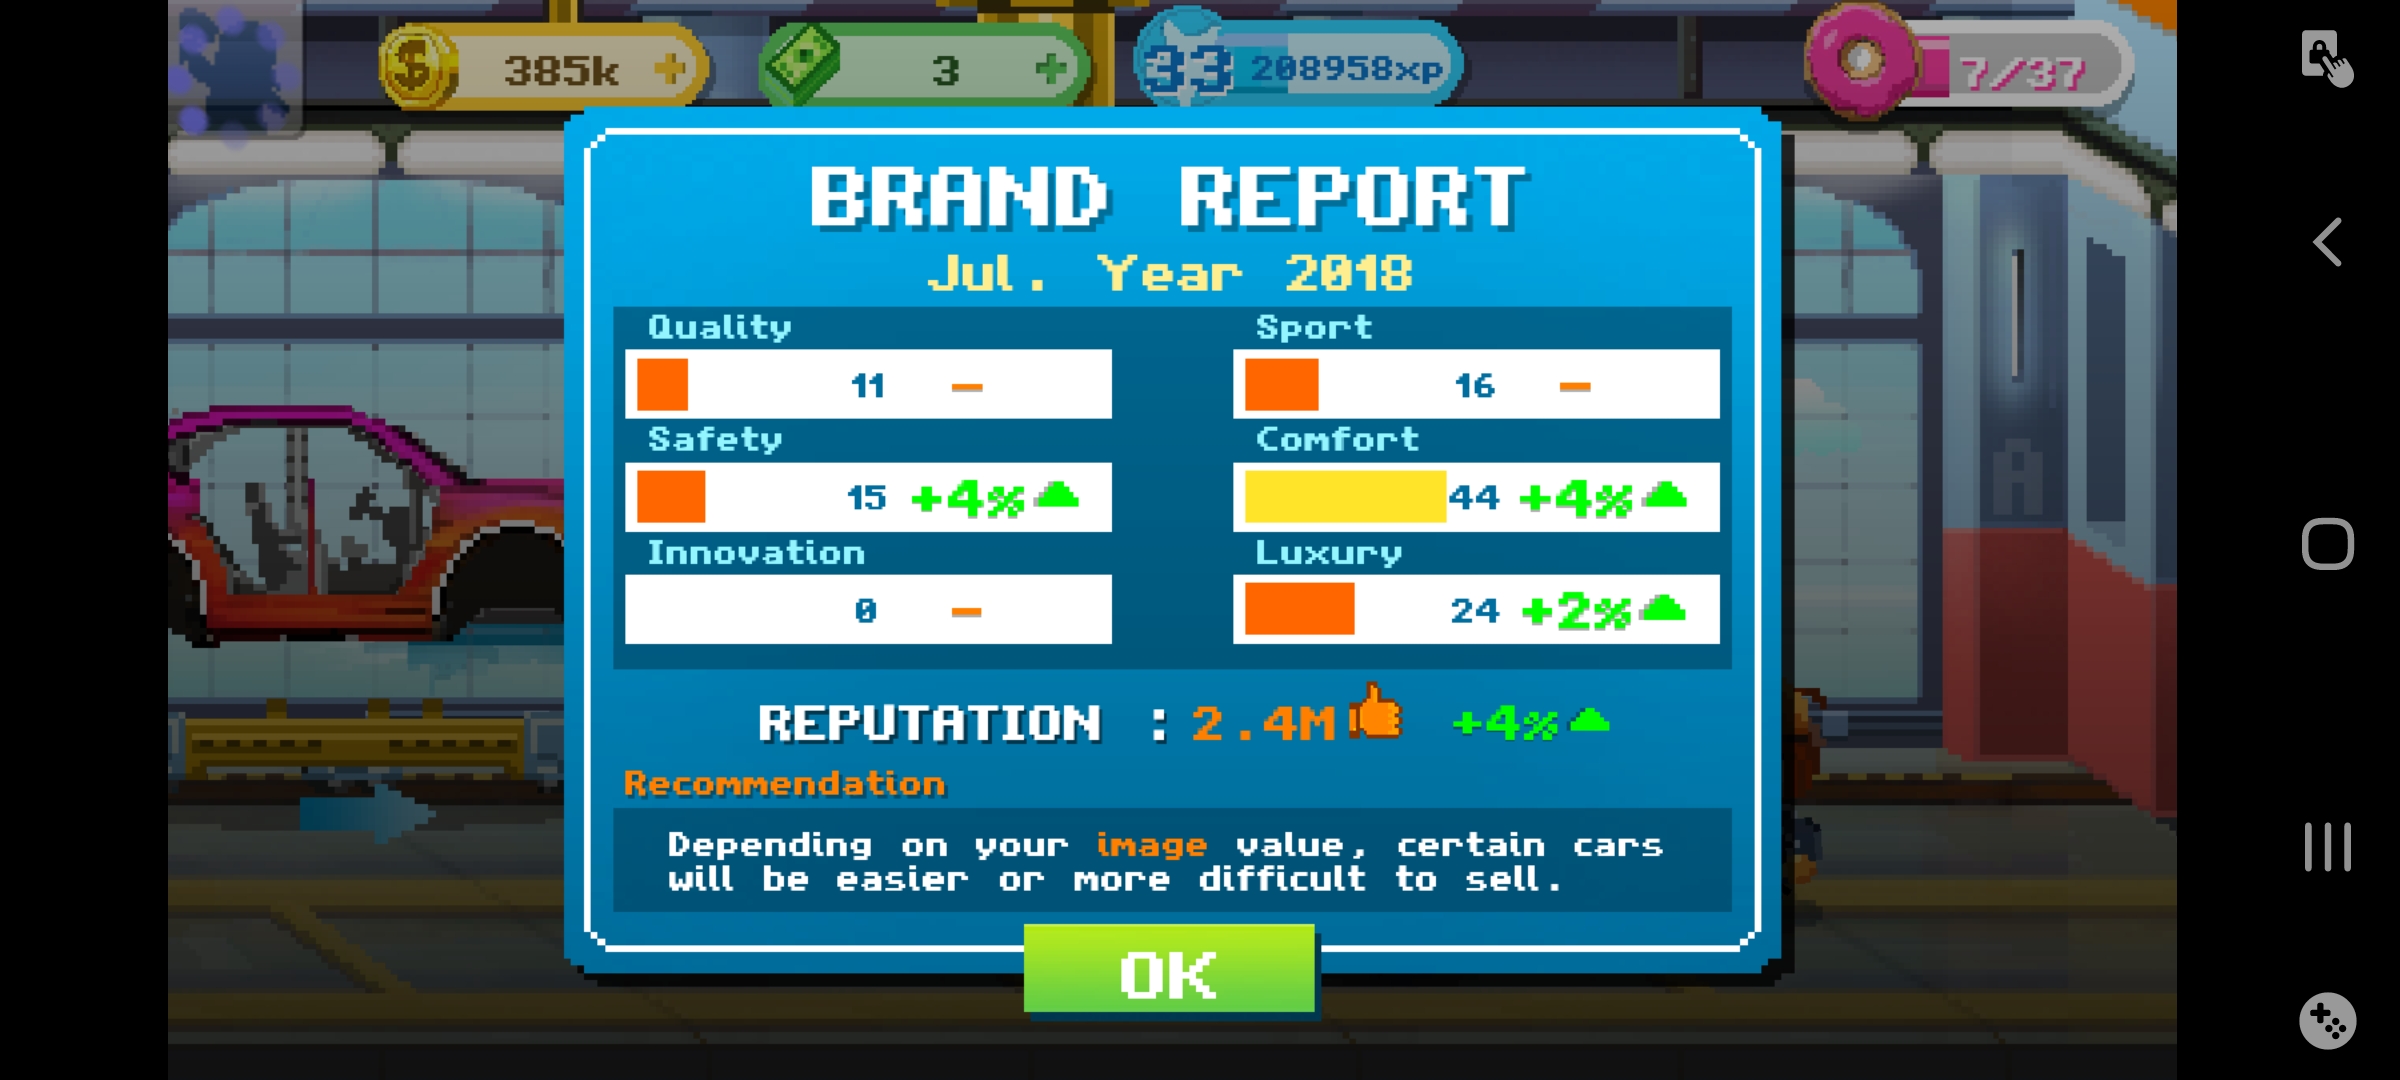 385k +
3 +
33 208958xp
7/37
BRAND REPORT
Jul. Year 2018
Quality
11 -
Sport
16 -
Safety
15 +4%
Comfort
44 +4%
Innovation
0 -
Luxury
24 +2%
REPUTATION : 2.4M +4%
Recommendation
Depending on your image value, certain cars
will be easier or more difficult to sell.
OK